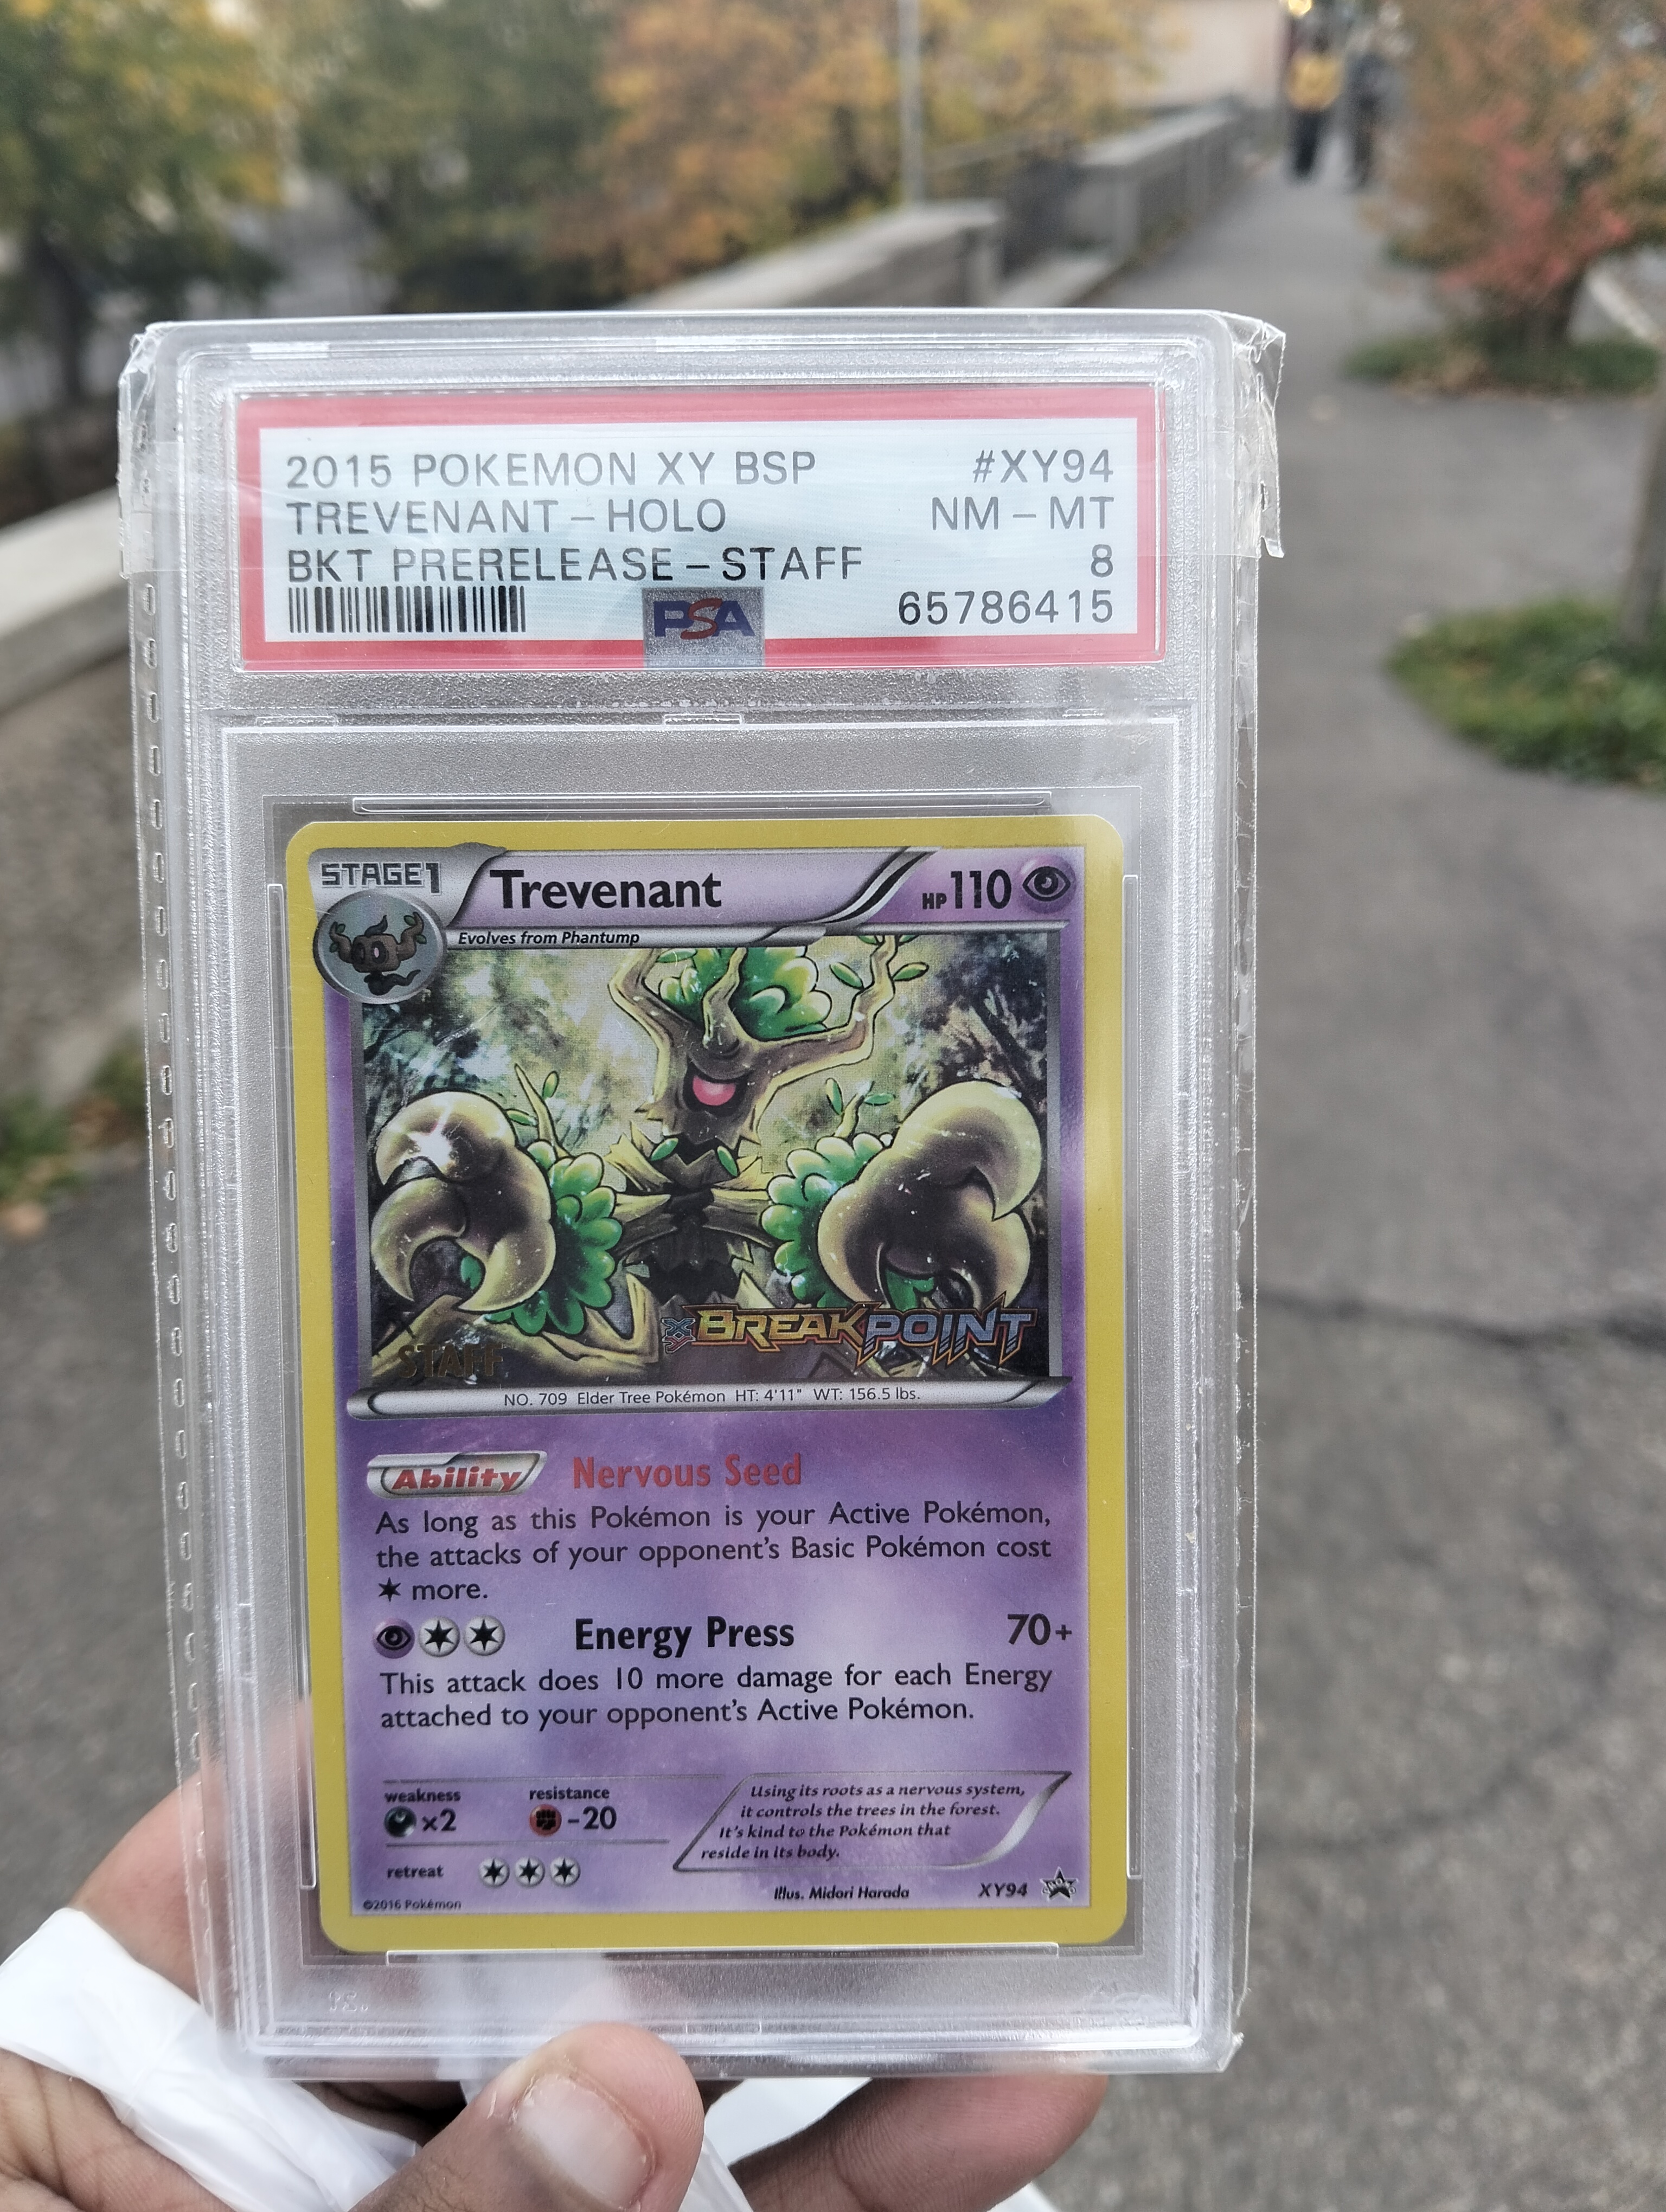 2015 POKEMON XY BSP #XY94
TREVENANT - HOLO NM - MT
BKT PRERELEASE - STAFF 8
PSA 65786415
STAGE1 Trevenant HP110
Evolves from Phantump
XY BREAKPOINT
STAFF
NO. 709 Elder Tree Pokémon HT: 4'11" WT: 156.5 lbs.
Ability Nervous Seed
As long as this Pokémon is your Active Pokémon,
the attacks of your opponent's Basic Pokémon cost
more.
Energy Press 70+
This attack does 10 more damage for each Energy
attached to your opponent's Active Pokémon.
weakness resistance
×2 -20
retreat
Using its roots as a nervous system,
it controls the trees in the forest.
It's kind to the Pokémon that
reside in its body.
Illus. Midori Harada XY94
©2016 Pokémon